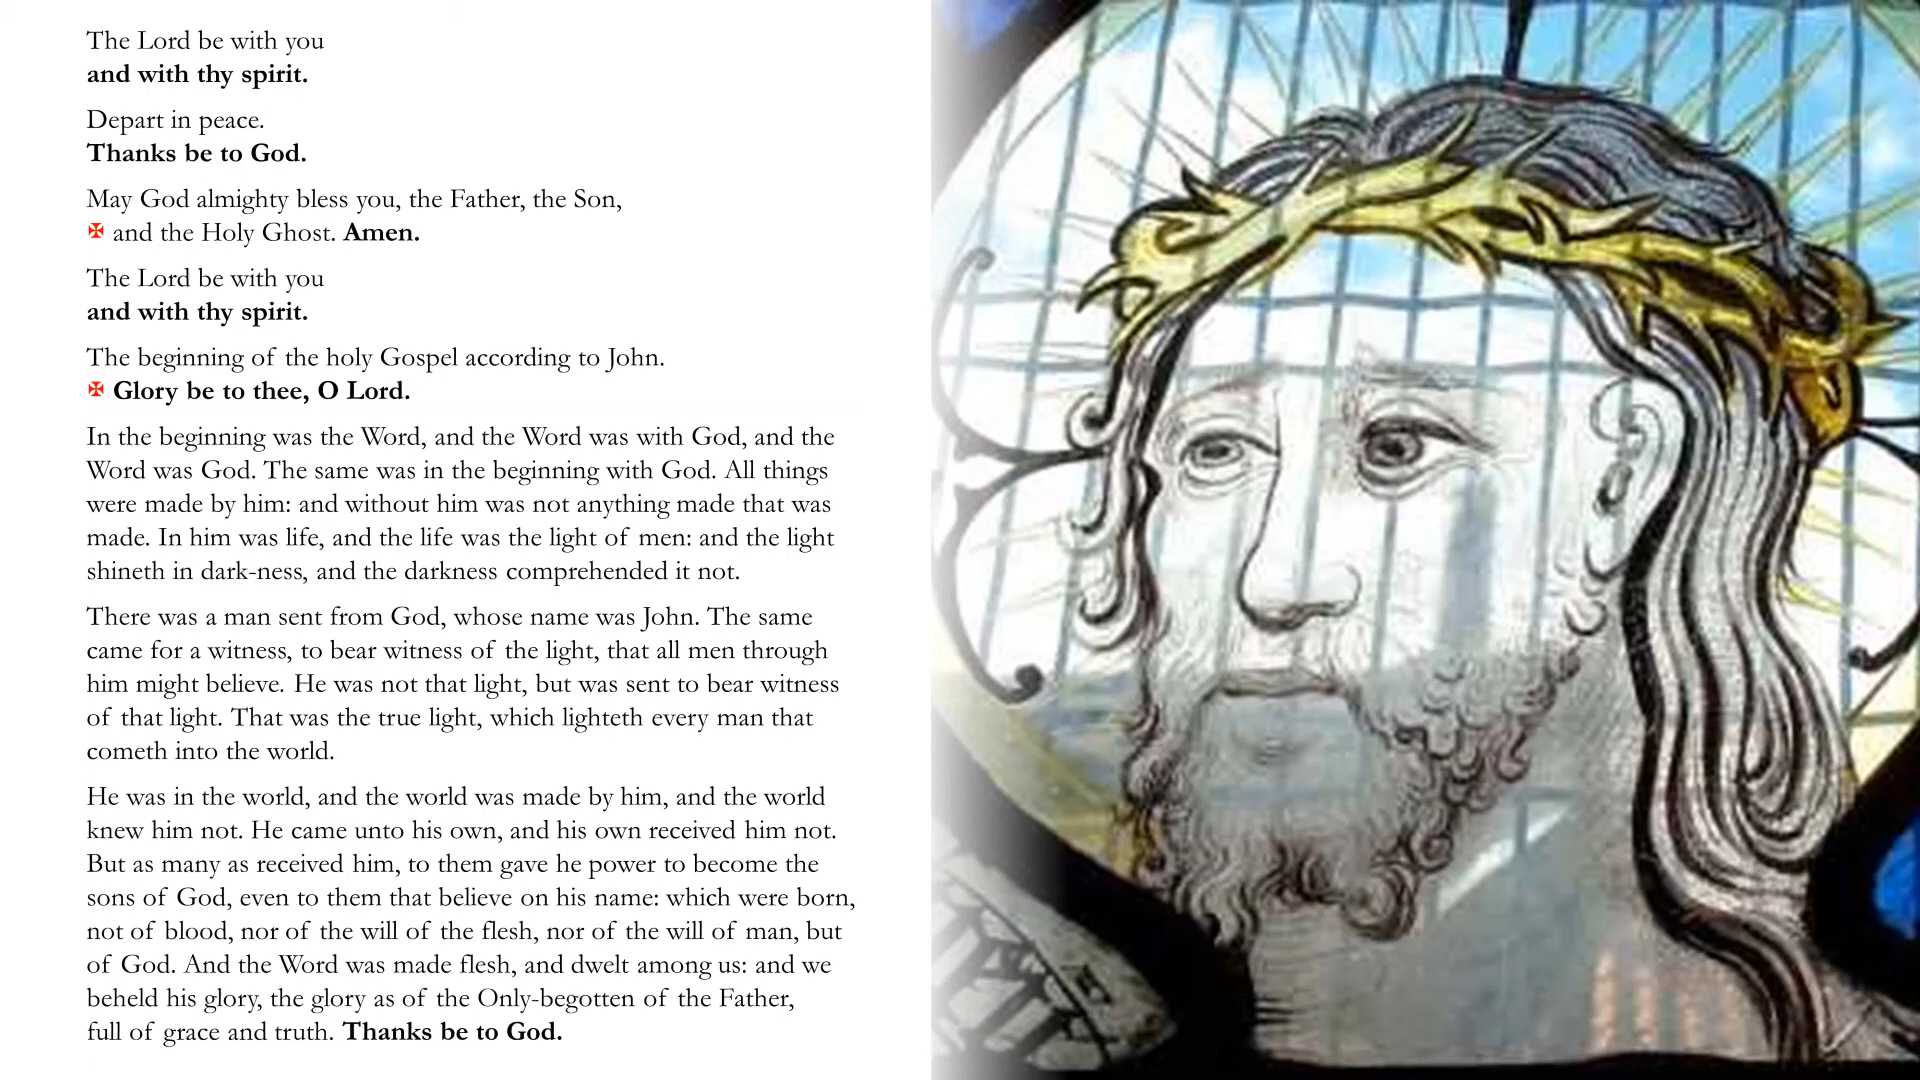 The Lord be with you
and with thy spirit.
Depart in peace.
Thanks be to God.
May God almighty bless you, the Father, the Son,
✠ and the Holy Ghost. Amen.
The Lord be with you
and with thy spirit.
The beginning of the holy Gospel according to John.
✠ Glory be to thee, O Lord.
In the beginning was the Word, and the Word was with God, and the
Word was God. The same was in the beginning with God. All things
were made by him: and without him was not anything made that was
made. In him was life, and the life was the light of men: and the light
shineth in dark-ness, and the darkness comprehended it not.
There was a man sent from God, whose name was John. The same
came for a witness, to bear witness of the light, that all men through
him might believe. He was not that light, but was sent to bear witness
of that light. That was the true light, which lighteth every man that
cometh into the world.
He was in the world, and the world was made by him, and the world
knew him not. He came unto his own, and his own received him not.
But as many as received him, to them gave he power to become the
sons of God, even to them that believe on his name: which were born,
not of blood, nor of the will of the flesh, nor of the will of man, but
of God. And the Word was made flesh, and dwelt among us: and we
beheld his glory, the glory as of the Only-begotten of the Father,
full of grace and truth. Thanks be to God.